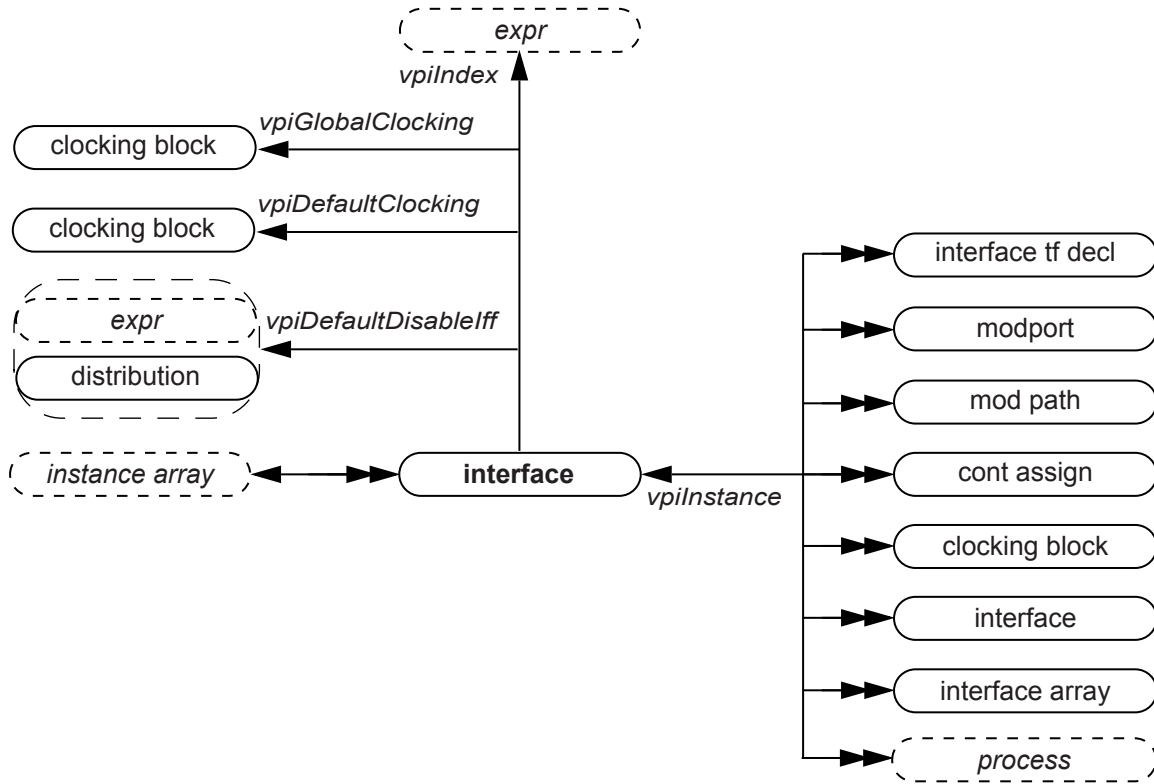 expr
vpiIndex
vpiGlobalClocking
clocking block
vpiDefaultClocking
clocking block
interface tf decl
expr
vpiDefaultDisableIff
modport
distribution
mod path
instance array
interface
vpiInstance
cont assign
clocking block
interface
interface array
process